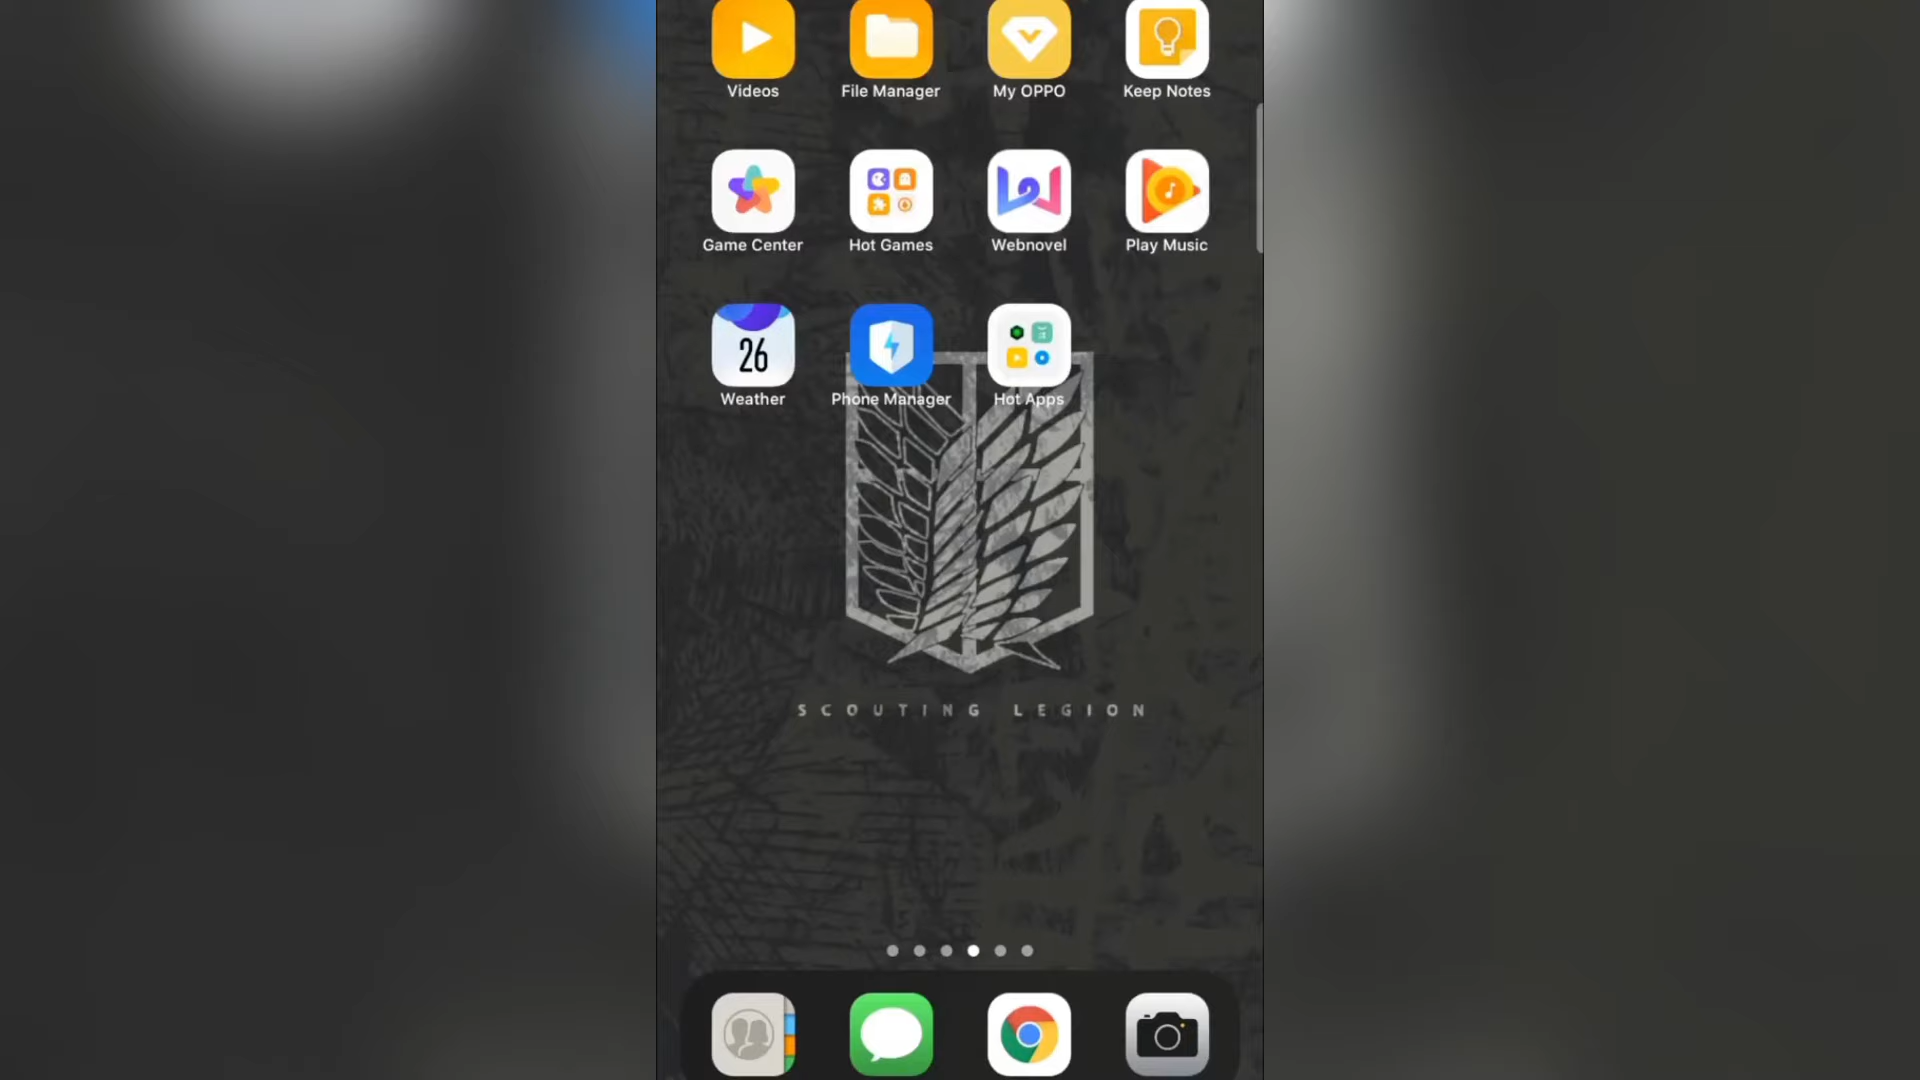 Videos File Manager My OPPO Keep Notes
Game Center Hot Games Webnovel Play Music
26
Weather Phone Manager Hot Apps
SCOUTING LEGION